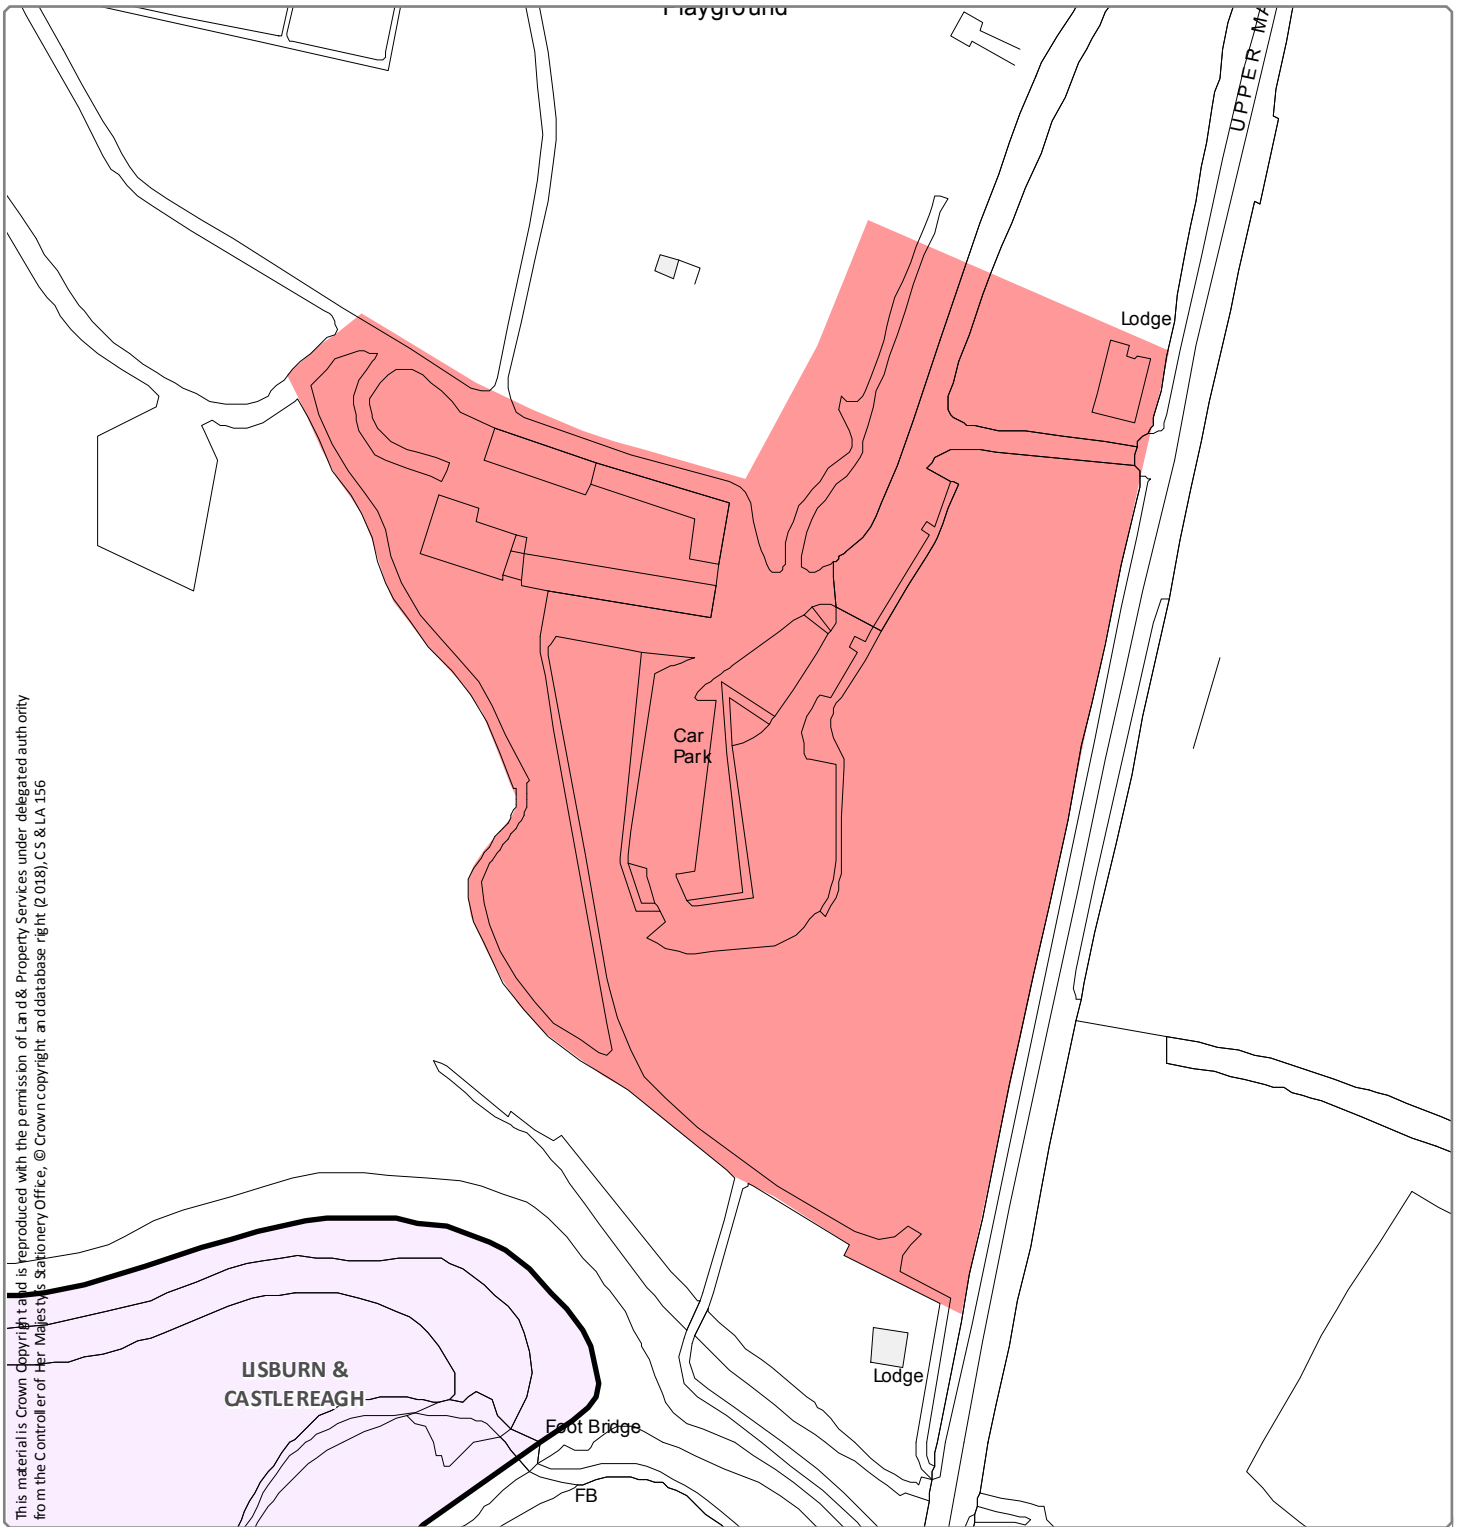 Playground
UPPER
Lodge
Car
Park
This material is Crown Copyright and is reproduced with the permission of Land & Property Services under delegated authority
from the Controller of Her Majesty's Stationery Office, © Crown copyright and database right (2018), CS & LA 156
LISBURN &
CASTLEREAGH
Lodge
Foot Bridge
FB